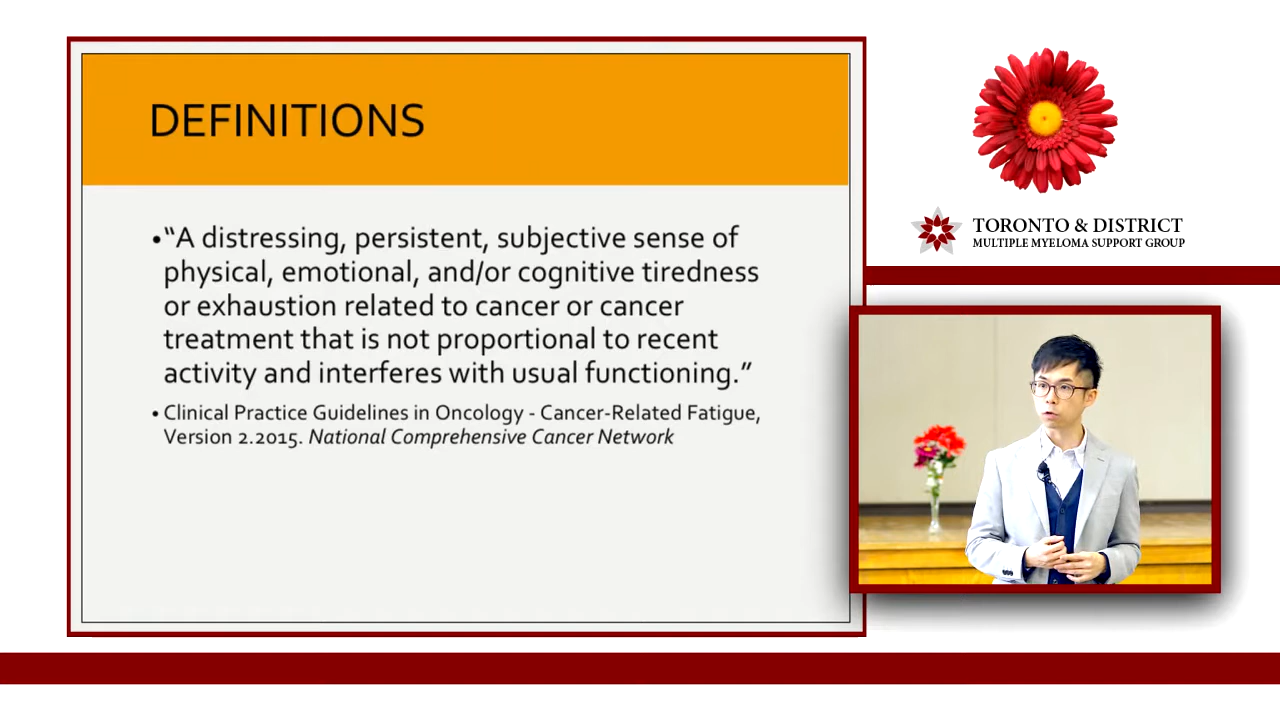 DEFINITIONS
•“A distressing, persistent, subjective sense of
physical, emotional, and/or cognitive tiredness
or exhaustion related to cancer or cancer
treatment that is not proportional to recent
activity and interferes with usual functioning.”
• Clinical Practice Guidelines in Oncology - Cancer-Related Fatigue,
Version 2.2015. National Comprehensive Cancer Network
TORONTO & DISTRICT
MULTIPLE MYELOMA SUPPORT GROUP